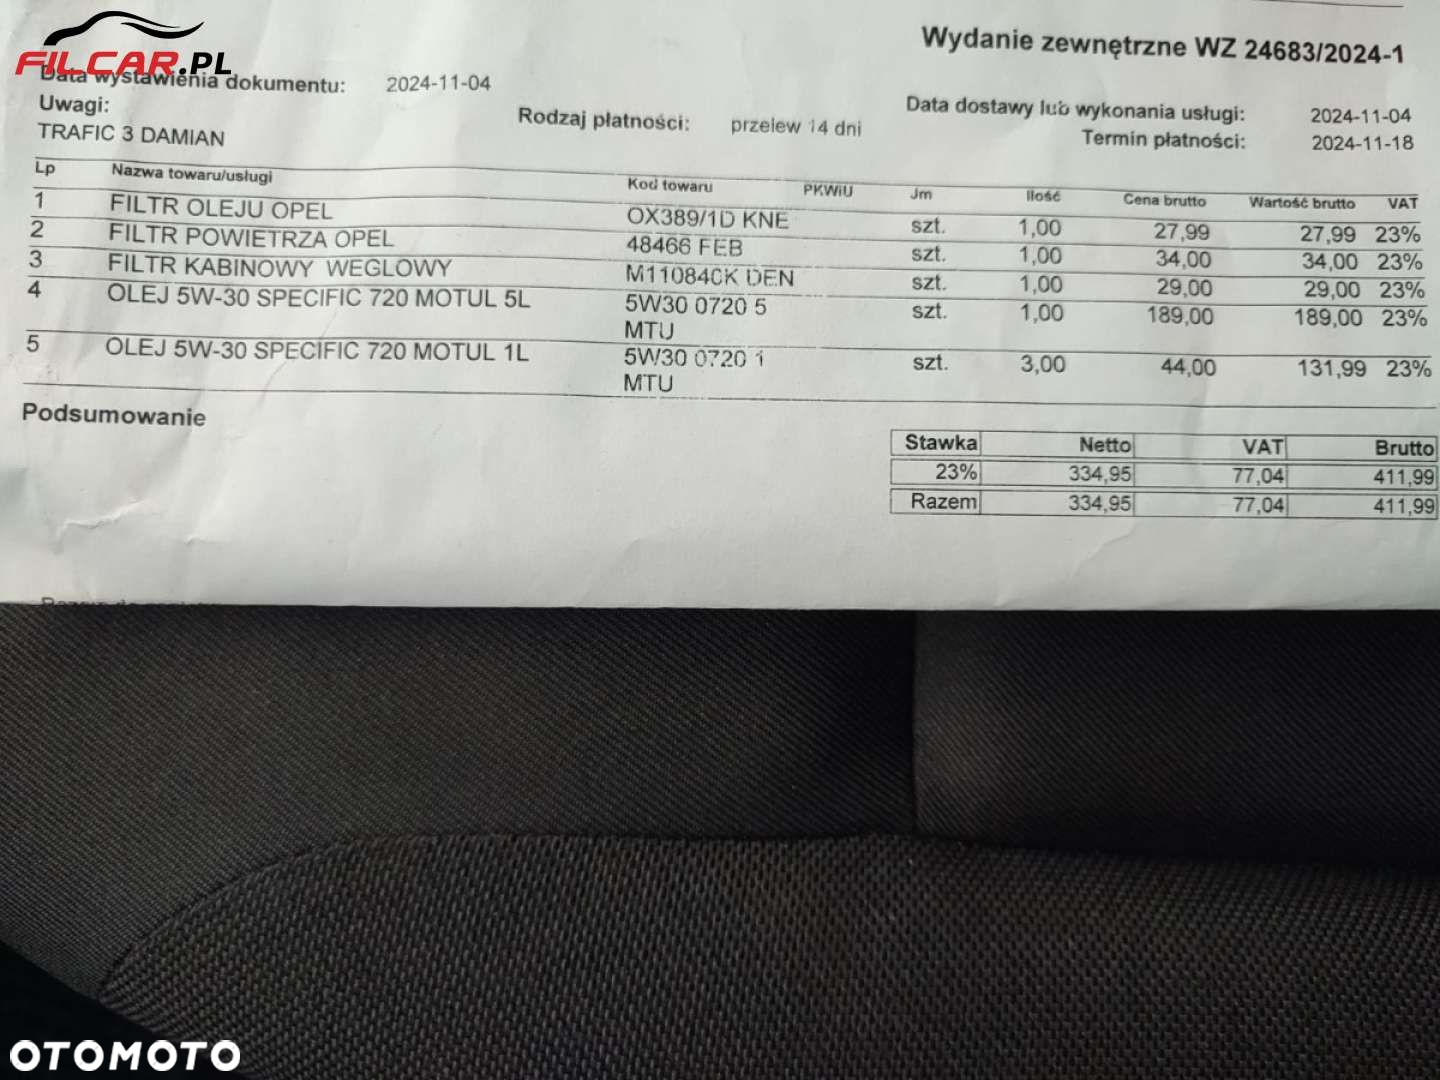 FILCAR.PL
Wydanie zewnętrzne WZ 24683/2024-1
Data wystawienia dokumentu: 2024-11-04
Data dostawy lub wykonania usługi: 2024-11-04
Uwagi:
Rodzaj płatności: przelew 14 dni
Termin płatności: 2024-11-18
TRAFIC 3 DAMIAN
Lp Nazwa towaru/usługi Kod towaru PKWiU Jm Ilość Cena brutto Wartość brutto VAT
1 FILTR OLEJU OPEL OX389/1D KNE szt. 1,00 27,99 27,99 23%
2 FILTR POWIETRZA OPEL 48466 FEB szt. 1,00 34,00 34,00 23%
3 FILTR KABINOWY WEGLOWY M110840K DEN szt. 1,00 29,00 29,00 23%
4 OLEJ 5W-30 SPECIFIC 720 MOTUL 5L 5W30 0720 5 szt. 1,00 189,00 189,00 23%
MTU
5 OLEJ 5W-30 SPECIFIC 720 MOTUL 1L 5W30 0720 1 szt. 3,00 44,00 131,99 23%
MTU
Podsumowanie
Stawka Netto VAT Brutto
23% 334,95 77,04 411,99
Razem 334,95 77,04 411,99
OTOMOTO